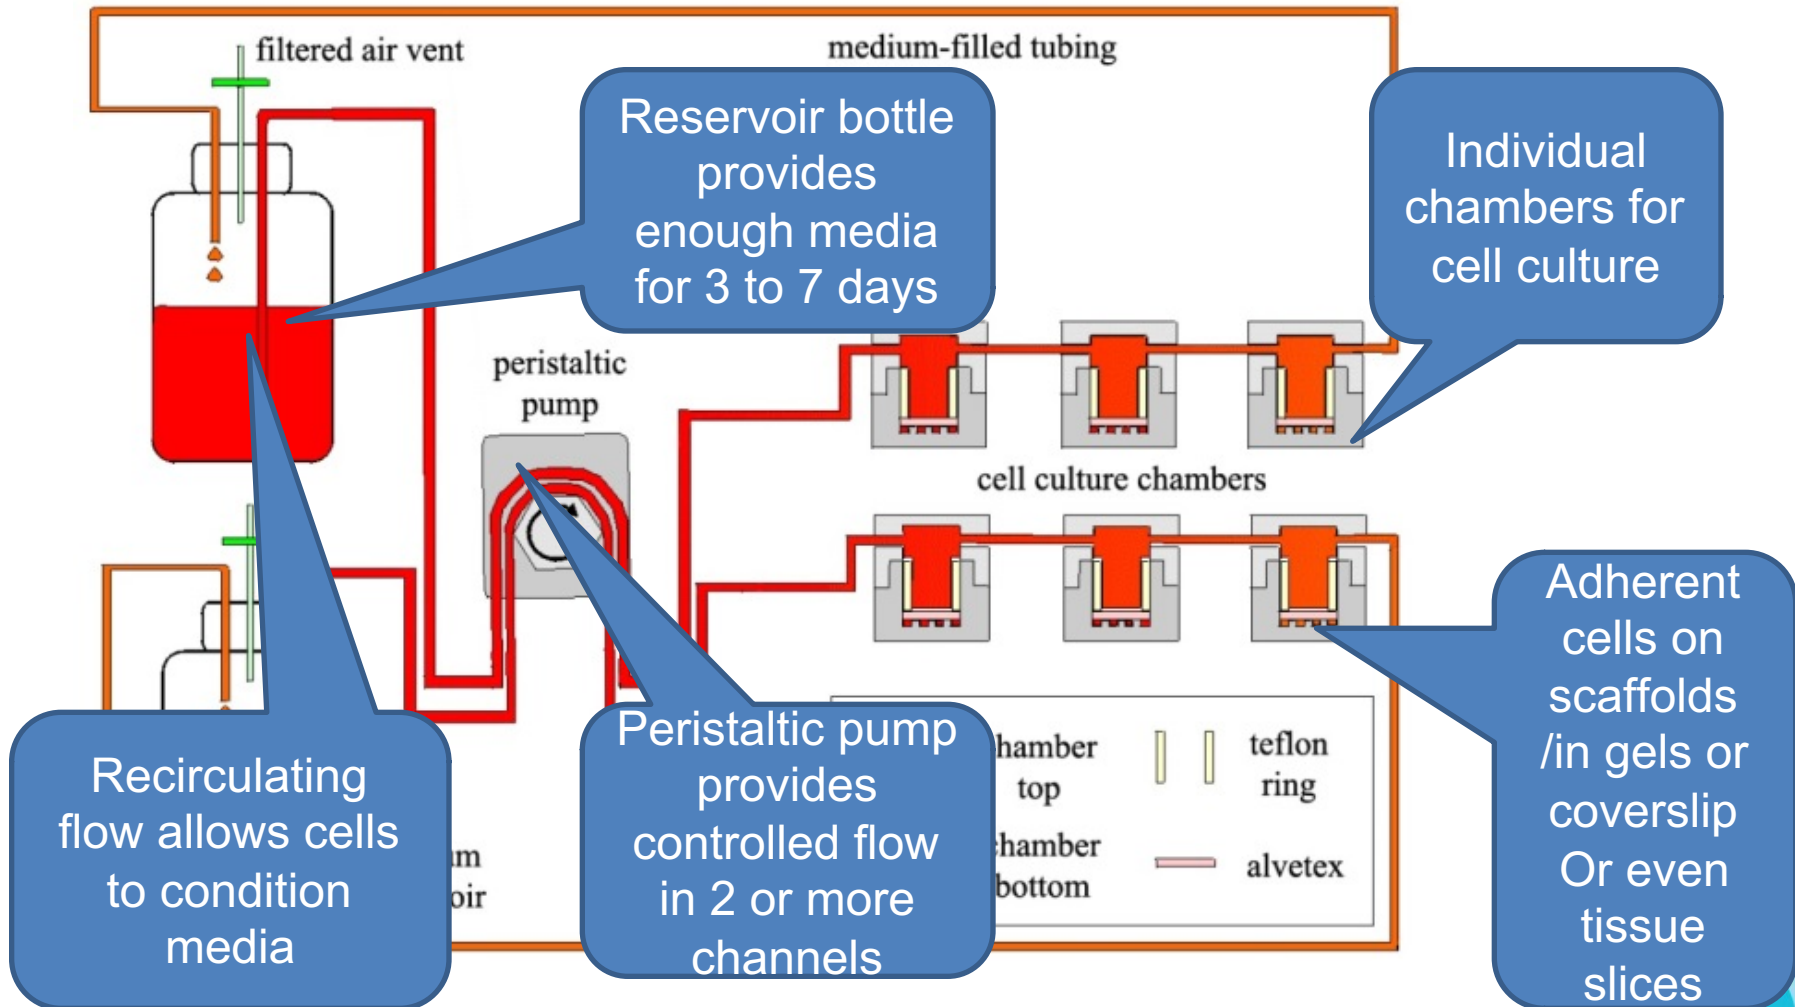 filtered air vent
medium-filled tubing
Reservoir bottle
provides
enough media
for 3 to 7 days
Individual
chambers for
cell culture
peristaltic
pump
cell culture chambers
Adherent
cells on
scaffolds
/in gels or
coverslip
Or even
tissue
slices
Recirculating
flow allows cells
to condition
media
Peristaltic pump
provides
controlled flow
in 2 or more
channels
top
teflon
ring
bottom
alvetex